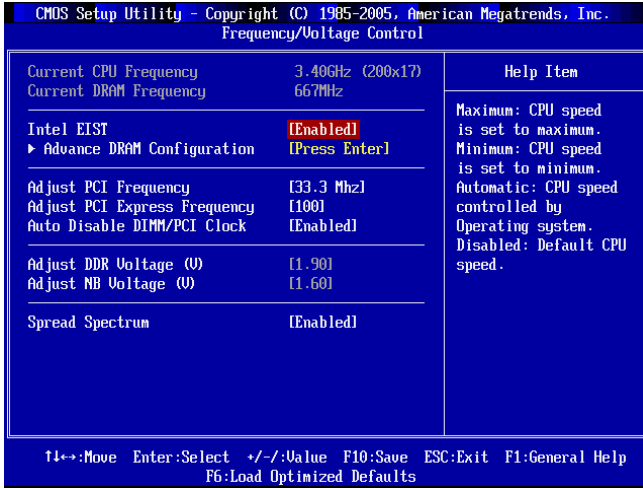 CMOS Setup Utility - Copyright (C) 1985-2005, American Megatrends, Inc.
Frequency/Voltage Control
Current CPU Frequency 3.40GHz (200x17)
Current DRAM Frequency 667MHz
Intel EIST [Enabled]
▶ Advance DRAM Configuration [Press Enter]
Adjust PCI Frequency [33.3 Mhz]
Adjust PCI Express Frequency [100]
Auto Disable DIMM/PCI Clock [Enabled]
Adjust DDR Voltage (V) [1.90]
Adjust NB Voltage (V) [1.60]
Spread Spectrum [Enabled]
Help Item
Maximum: CPU speed
is set to maximum.
Minimum: CPU speed
is set to minimum.
Automatic: CPU speed
controlled by
Operating system.
Disabled: Default CPU
speed.
↑↓←→:Move Enter:Select +/-/:Value F10:Save ESC:Exit F1:General Help
F6:Load Optimized Defaults